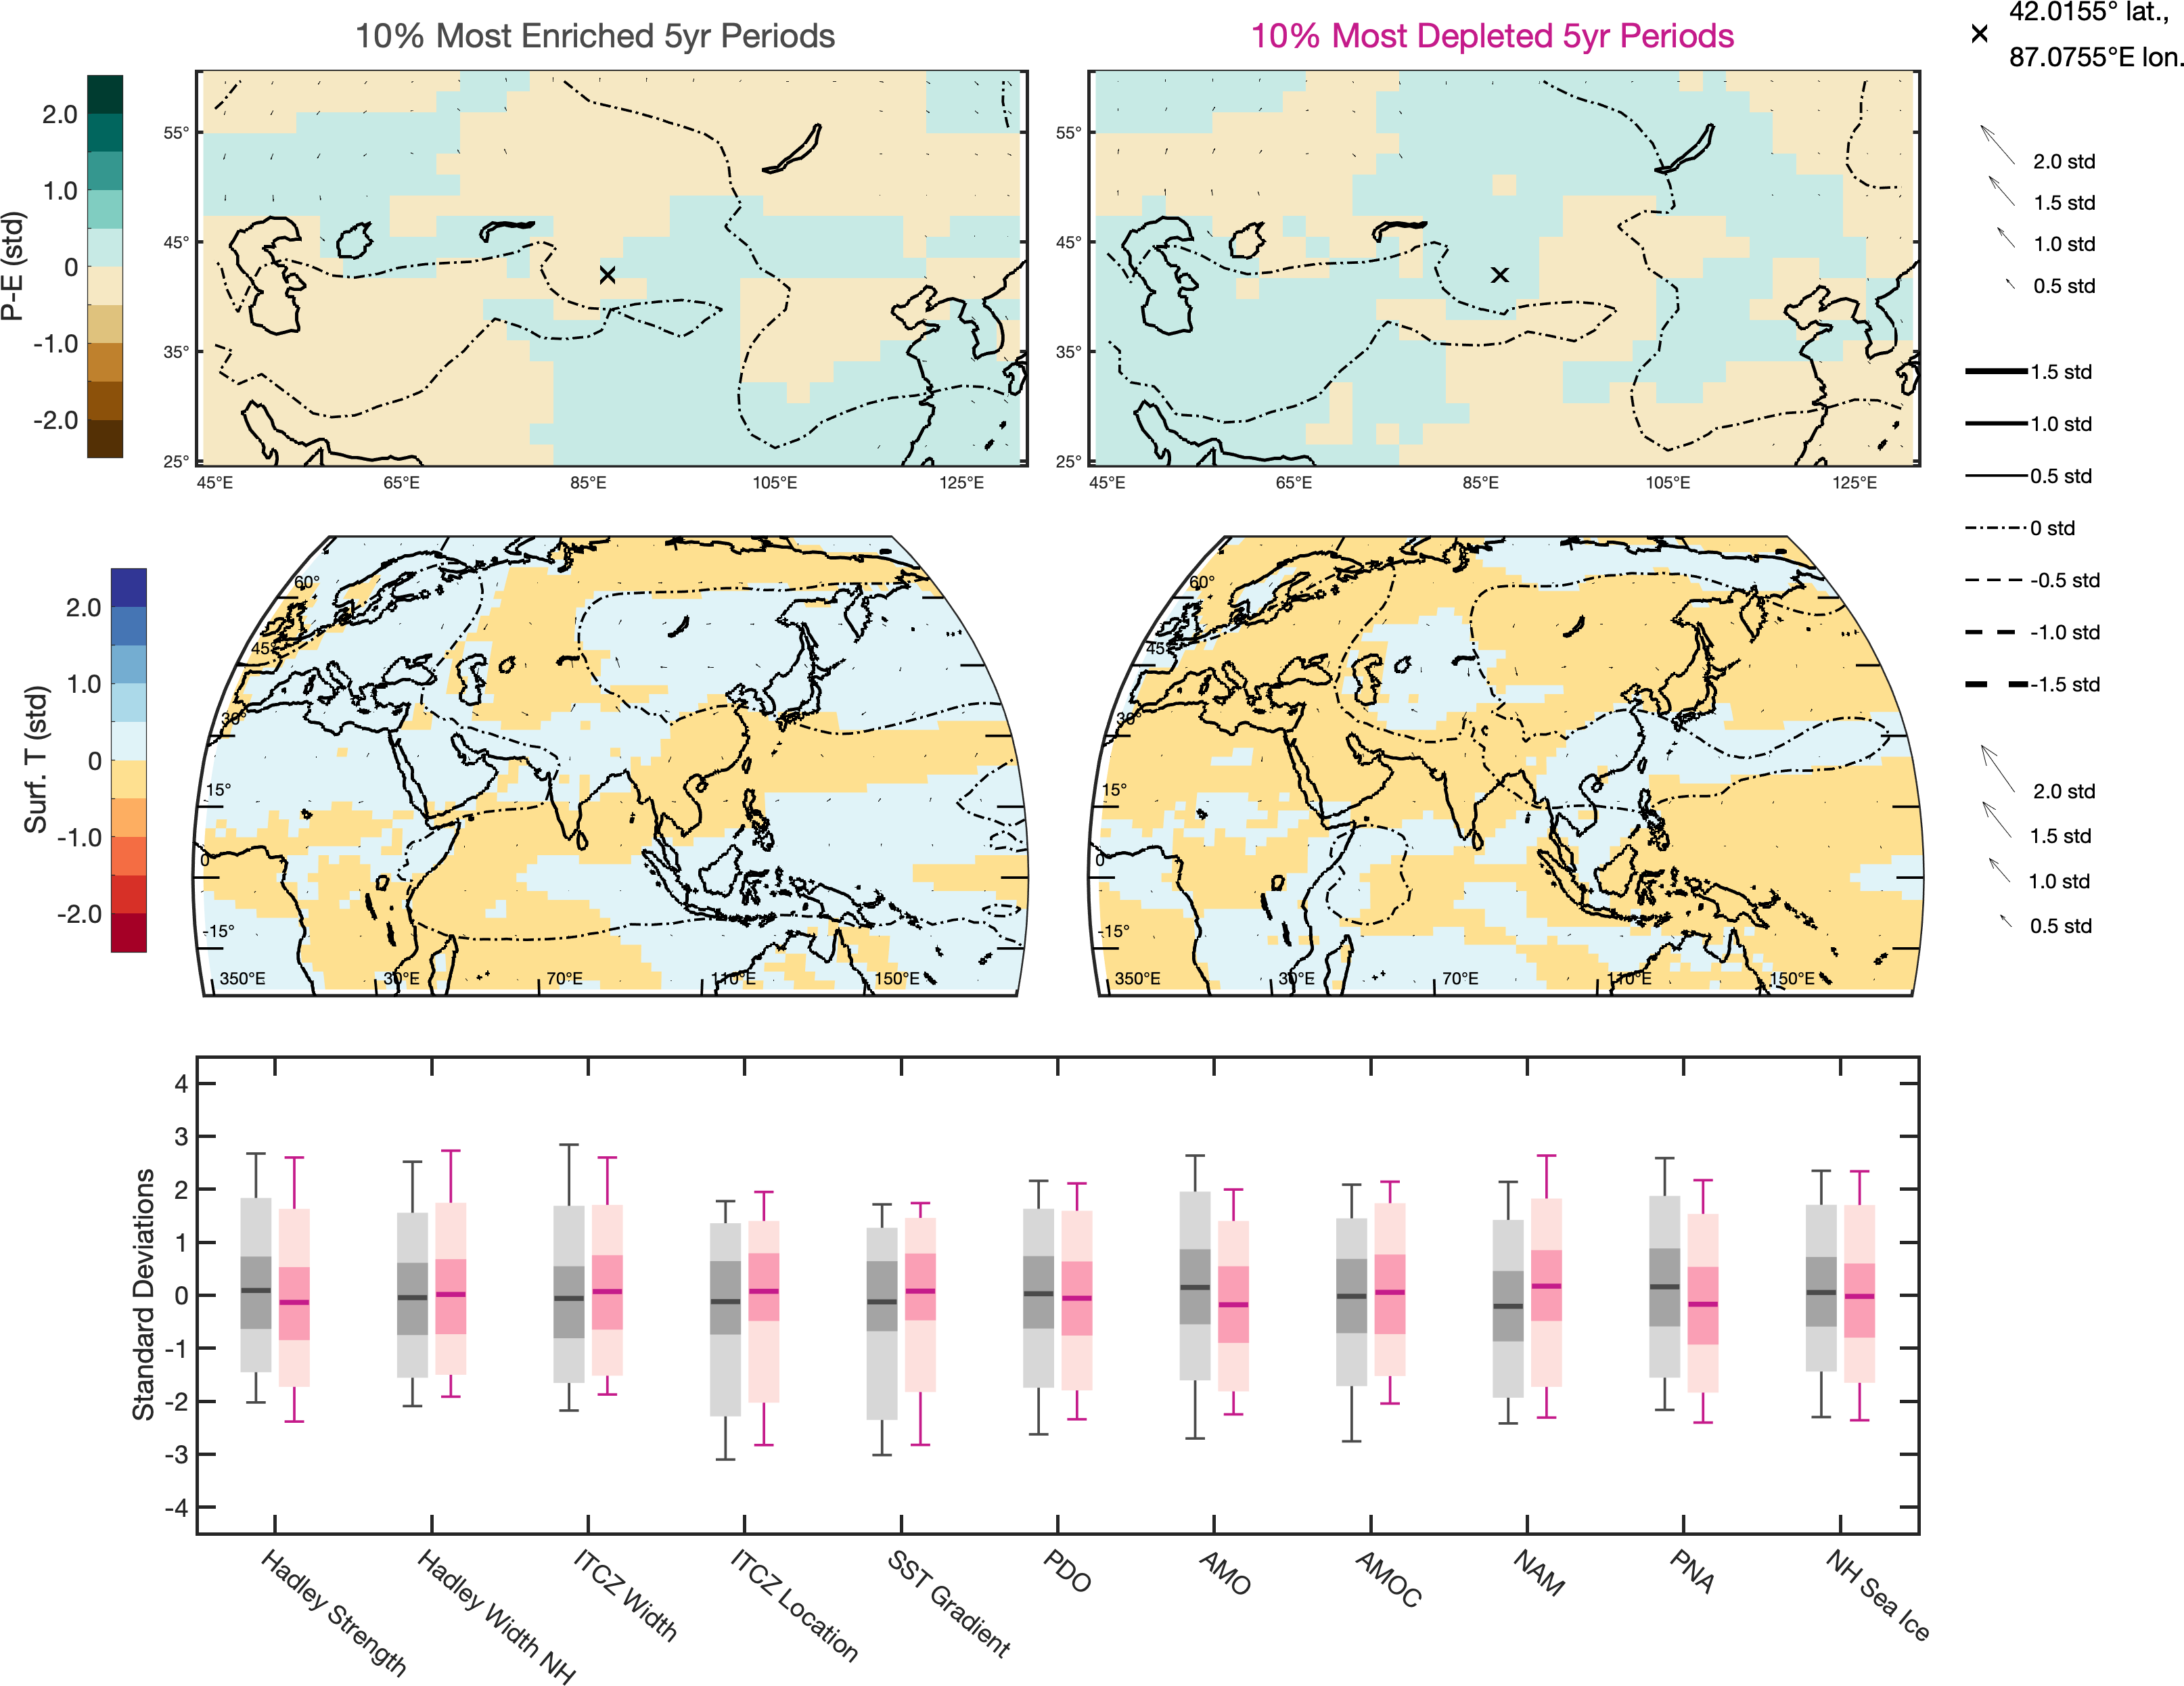 10% Most Enriched 5yr Periods
10% Most Depleted 5yr Periods
42.0155° lat.,
87.0755°E lon.
P-E (std)
2.0
1.0
0
-1.0
-2.0
55°
45°
35°
25°
45°E 65°E 85°E 105°E 125°E
55°
45°
35°
25°
45°E 65°E 85°E 105°E 125°E
2.0 std
1.5 std
1.0 std
0.5 std
1.5 std
1.0 std
0.5 std
0 std
-0.5 std
-1.0 std
-1.5 std
Surf. T (std)
2.0
1.0
0
-1.0
-2.0
60°
45°
30°
15°
0
-15°
350°E 30°E 70°E 110°E 150°E
60°
45°
30°
15°
0
-15°
350°E 30°E 70°E 110°E 150°E
2.0 std
1.5 std
1.0 std
0.5 std
Standard Deviations
4
3
2
1
0
-1
-2
-3
-4
Hadley Strength
Hadley Width NH
ITCZ Width
ITCZ Location
SST Gradient
PDO
AMO
AMOC
NAM
PNA
NH Sea Ice